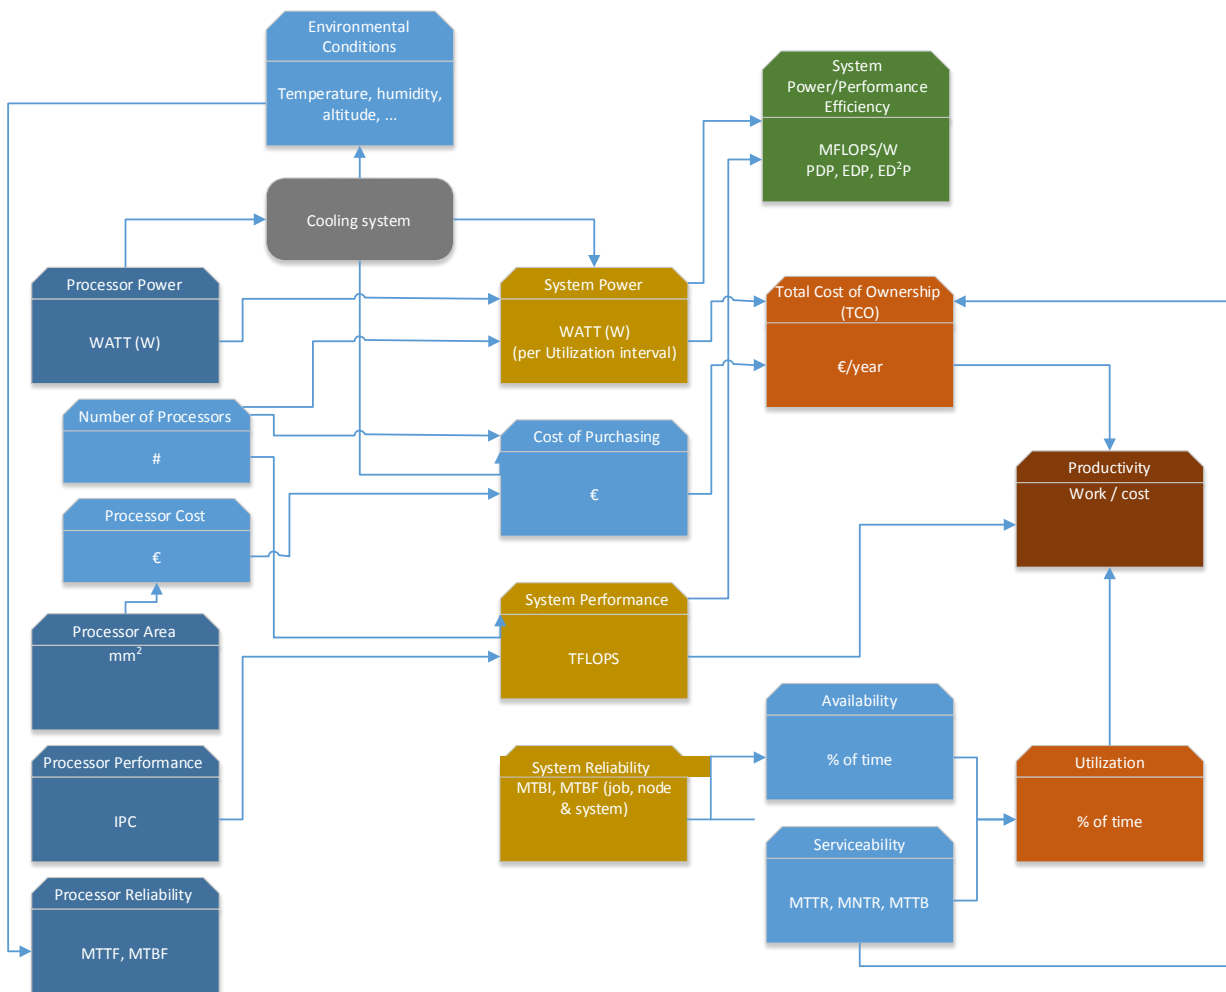 Environmental
Conditions
Temperature, humidity,
altitude, ...
System
Power/Performance
Efficiency
MFLOPS/W
PDP, EDP, ED²P
Cooling system
Processor Power
WATT (W)
System Power
WATT (W)
(per Utilization interval)
Total Cost of Ownership
(TCO)
€/year
Number of Processors
#
Cost of Purchasing
€
Productivity
Work / cost
Processor Cost
€
Processor Area
mm²
System Performance
TFLOPS
Availability
% of time
Processor Performance
IPC
System Reliability
MTBI, MTBF (job, node
& system)
Utilization
% of time
Serviceability
MTTR, MNTR, MTTB
Processor Reliability
MTTF, MTBF